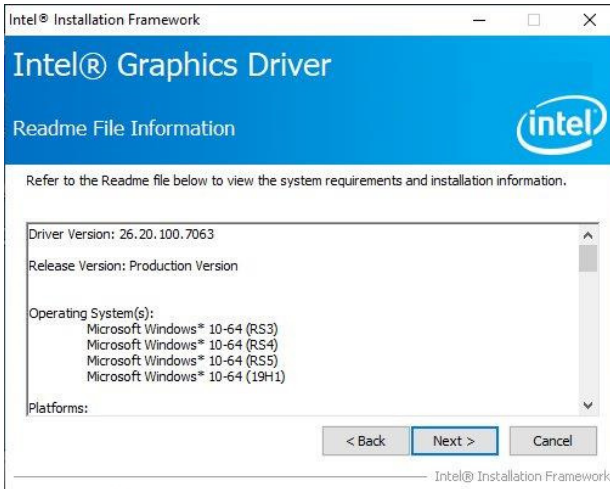 Intel® Installation Framework
Intel® Graphics Driver
Readme File Information
intel
Refer to the Readme file below to view the system requirements and installation information.
Driver Version: 26.20.100.7063
Release Version: Production Version
Operating System(s):
Microsoft Windows* 10-64 (RS3)
Microsoft Windows* 10-64 (RS4)
Microsoft Windows* 10-64 (RS5)
Microsoft Windows* 10-64 (19H1)
Platforms:
< Back
Next >
Cancel
Intel® Installation Framework